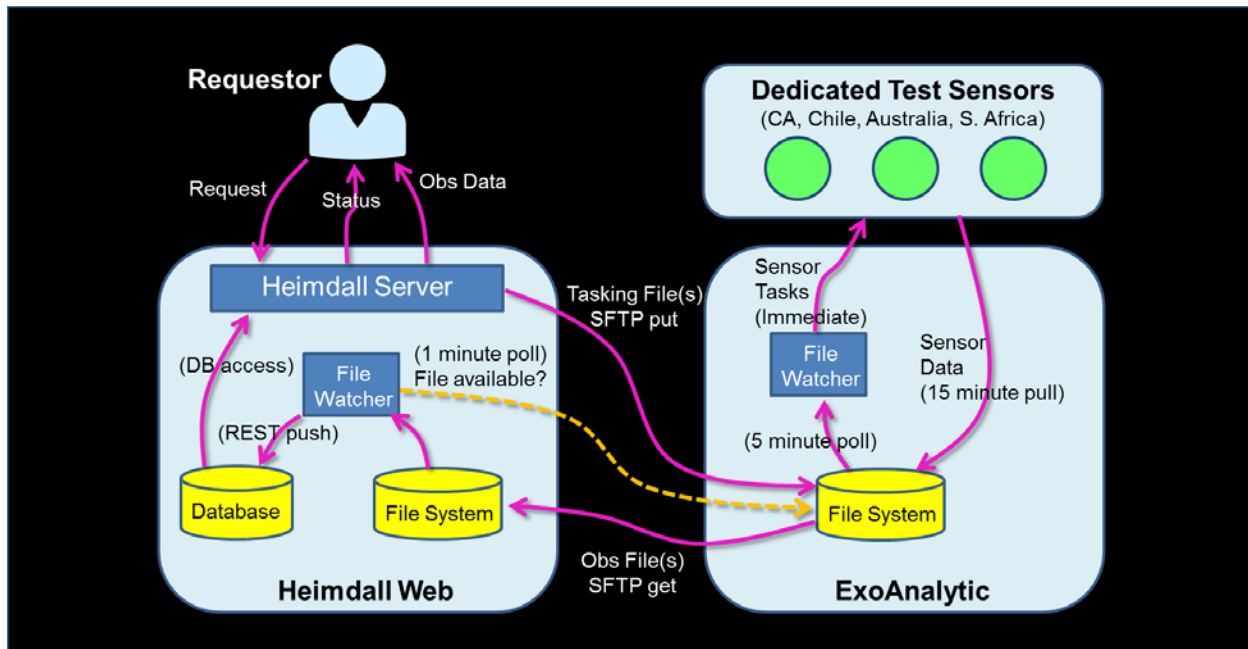 Requestor
Request
Status
Obs Data
Dedicated Test Sensors
(CA, Chile, Australia, S. Africa)
Heimdall Server
Tasking File(s)
SFTP put
Sensor
Tasks
(Immediate)
(DB access)
File
Watcher
(1 minute poll)
File available?
File
Watcher
Sensor
Data
(15 minute pull)
(REST push)
(5 minute poll)
Database
File System
File System
Obs File(s)
SFTP get
Heimdall Web
ExoAnalytic